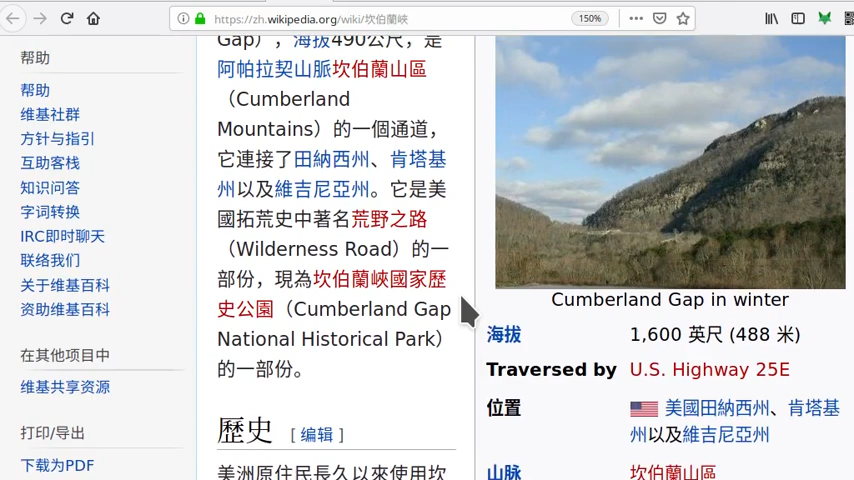 https://zh.wikipedia.org/wiki/坎伯蘭峽
150%
帮助
帮助
维基社群
方针与指引
互助客栈
知识问答
字词转换
IRC即时聊天
联络我们
关于维基百科
资助维基百科
在其他项目中
维基共享资源
打印/导出
下载为PDF
Gap），海拔490公尺，是
阿帕拉契山脈坎伯蘭山區
（Cumberland
Mountains）的一個通道，
它連接了田納西州、肯塔基
州以及維吉尼亞州。它是美
國拓荒史中著名荒野之路
（Wilderness Road）的一
部份，現為坎伯蘭峽國家歷
史公園（Cumberland Gap
National Historical Park）
的一部份。
歷史 [ 编辑 ]
美洲原住民長久以來使用坎
Cumberland Gap in winter
海拔 1,600 英尺 (488 米)
Traversed by U.S. Highway 25E
位置 美國田納西州、肯塔基
州以及維吉尼亞州
山脉 坎伯蘭山區